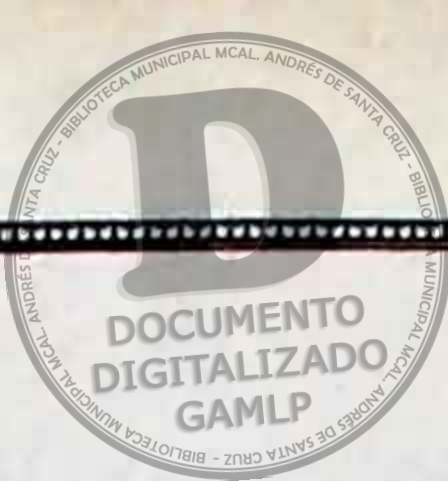 BIBLIOTECA MUNICIPAL MCAL. ANDRÉS DE SANTA CRUZ - BIBLIOTECA MUNICIPAL MCAL. ANDRÉS DE SANTA CRUZ - BIBLIOTECA MUNICIPAL MCAL. ANDRÉS DE SANTA CRUZ -
D
DOCUMENTO
DIGITALIZADO
GAMLP